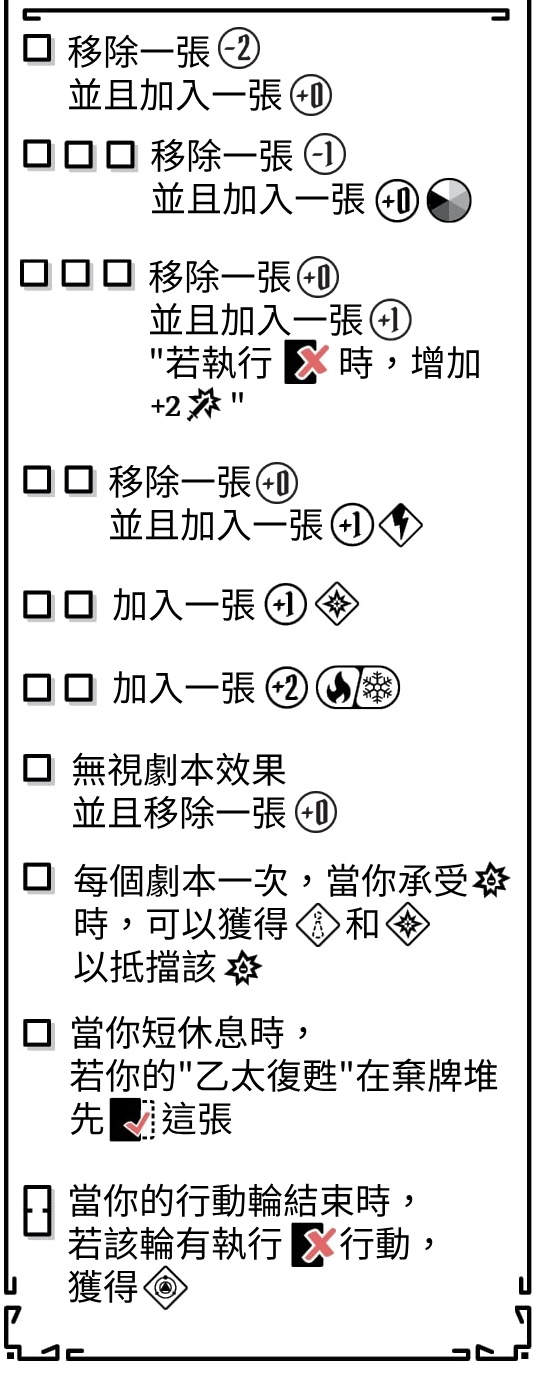 移除一張 -2
並且加入一張 +0
移除一張 -1
並且加入一張 +0
移除一張 +0
並且加入一張 +1
"若執行 時，增加
+2 "
移除一張 +0
並且加入一張 +1
加入一張 +1
加入一張 +2
無視劇本效果
並且移除一張 +0
每個劇本一次，當你承受
時，可以獲得 和
以抵擋該
當你短休息時，
若你的"乙太復甦"在棄牌堆
先 這張
當你的行動輪結束時，
若該輪有執行 行動，
獲得